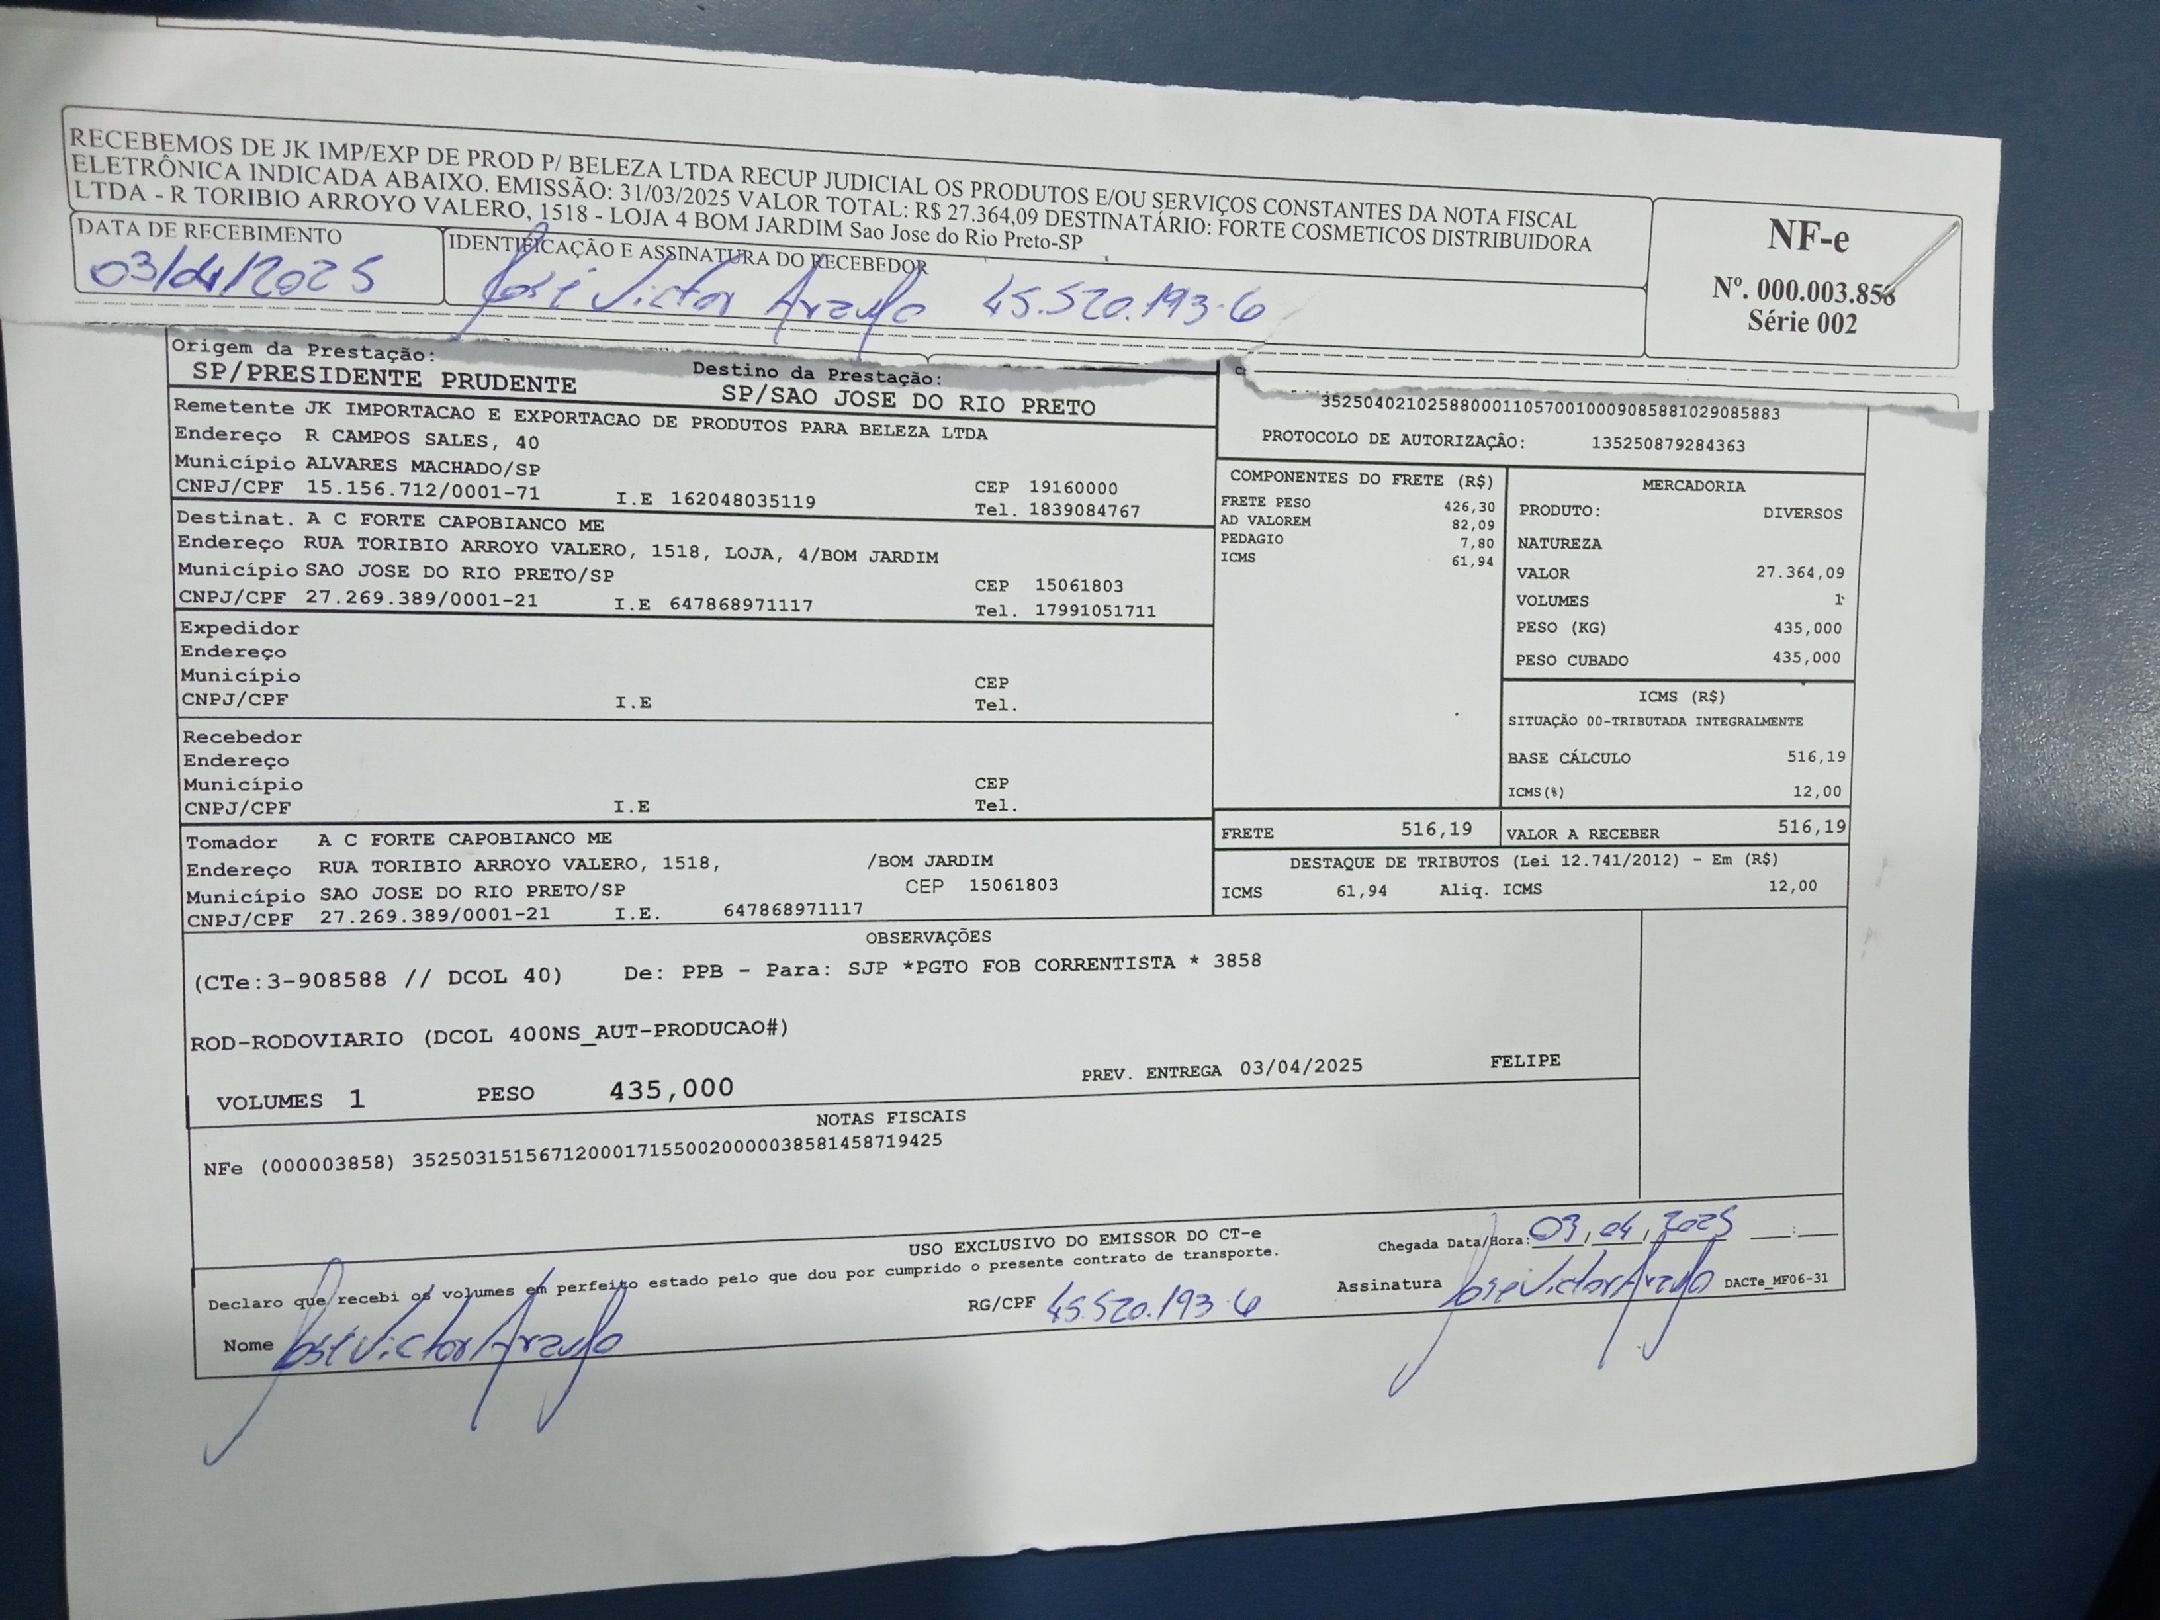 RECEBEMOS DE JK IMP/EXP DE PROD P/ BELEZA LTDA RECUP JUDICIAL OS PRODUTOS E/OU SERVIÇOS CONSTANTES DA NOTA FISCAL
ELETRÔNICA INDICADA ABAIXO. EMISSÃO: 31/03/2025 VALOR TOTAL: R$ 27.364,09 DESTINATÁRIO: FORTE COSMETICOS DISTRIBUIDORA
LTDA - R TORIBIO ARROYO VALERO, 1518 - LOJA 4 BOM JARDIM Sao Jose do Rio Preto-SP
NF-e
Nº. 000.003.858
Série 002
DATA DE RECEBIMENTO
03/04/2025
IDENTIFICAÇÃO E ASSINATURA DO RECEBEDOR
José Victor Araujo 45.520.193-6
Origem da Prestação:
SP/PRESIDENTE PRUDENTE
Destino da Prestação:
SP/SAO JOSE DO RIO PRETO
Remetente JK IMPORTACAO E EXPORTACAO DE PRODUTOS PARA BELEZA LTDA
Endereço R CAMPOS SALES, 40
Município ALVARES MACHADO/SP CEP 19160000
CNPJ/CPF 15.156.712/0001-71 I.E 162048035119 Tel. 1839084767
Destinat. A C FORTE CAPOBIANCO ME
Endereço RUA TORIBIO ARROYO VALERO, 1518, LOJA, 4/BOM JARDIM
Município SAO JOSE DO RIO PRETO/SP CEP 15061803
CNPJ/CPF 27.269.389/0001-21 I.E 647868971117 Tel. 17991051711
Expedidor
Endereço
Município CEP
CNPJ/CPF I.E Tel.
Recebedor
Endereço
Município CEP
CNPJ/CPF I.E Tel.
Tomador A C FORTE CAPOBIANCO ME
Endereço RUA TORIBIO ARROYO VALERO, 1518, /BOM JARDIM
Município SAO JOSE DO RIO PRETO/SP CEP 15061803
CNPJ/CPF 27.269.389/0001-21 I.E. 647868971117
35250402102588000110570010009085881029085883
PROTOCOLO DE AUTORIZAÇÃO: 135250879284363
COMPONENTES DO FRETE (R$)
FRETE PESO 426,30
AD VALOREM 82,09
PEDAGIO 7,80
ICMS 61,94
MERCADORIA
PRODUTO: DIVERSOS
NATUREZA
VALOR 27.364,09
VOLUMES 1
PESO (KG) 435,000
PESO CUBADO 435,000
ICMS (R$)
SITUAÇÃO 00-TRIBUTADA INTEGRALMENTE
BASE CÁLCULO 516,19
ICMS(%) 12,00
FRETE 516,19 VALOR A RECEBER 516,19
DESTAQUE DE TRIBUTOS (Lei 12.741/2012) - Em (R$)
ICMS 61,94 Aliq. ICMS 12,00
OBSERVAÇÕES
(CTe:3-908588 // DCOL 40) De: PPB - Para: SJP *PGTO FOB CORRENTISTA * 3858
ROD-RODOVIARIO (DCOL 400NS_AUT-PRODUCAO#)
VOLUMES 1 PESO 435,000 PREV. ENTREGA 03/04/2025 FELIPE
NOTAS FISCAIS
NFe (000003858) 35250315156712000171550020000038581458719425
USO EXCLUSIVO DO EMISSOR DO CT-e
Declaro que recebi os volumes em perfeito estado pelo que dou por cumprido o presente contrato de transporte.
Chegada Data/Hora: 03/04/2025 __:__
Nome José Victor Araujo RG/CPF 45.520.193-6 Assinatura José Victor Araujo DACTe_MF06-31